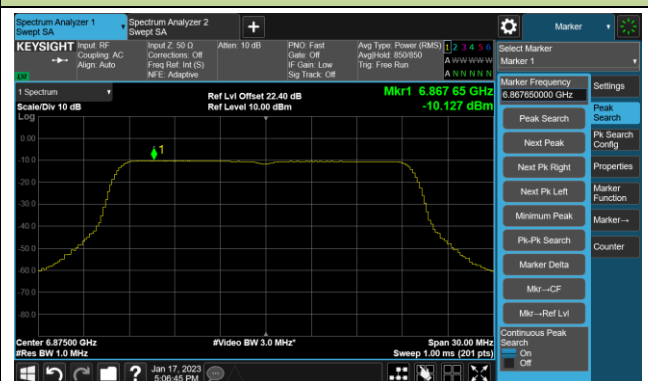 Spectrum Analyzer 1
Swept SA
Spectrum Analyzer 2
Swept SA
+
Marker
KEYSIGHT
Input: RF
Coupling: AC
Align: Auto
Input Z: 50 Ω
Corrections: Off
Freq Ref: Int (S)
NFE: Adaptive
Atten: 10 dB
PNO: Fast
Gate: Off
IF Gain: Low
Sig Track: Off
Avg Type: Power (RMS)
Avg|Hold: 850/850
Trig: Free Run
1 2 3 4 5 6
A W W W W W
A N N N N N
LXI
Select Marker
Marker 1
1 Spectrum
Scale/Div 10 dB
Log
Ref Lvl Offset 22.40 dB
Ref Level 10.00 dBm
Mkr1 6.867 65 GHz
-10.127 dBm
1
0.00
-10.0
-20.0
-30.0
-40.0
-50.0
-60.0
-70.0
-80.0
Center 6.87500 GHz
#Res BW 1.0 MHz
#Video BW 3.0 MHz*
Span 30.00 MHz
Sweep 1.00 ms (201 pts)
Marker Frequency
6.867650000 GHz
Peak Search
Next Peak
Next Pk Right
Next Pk Left
Minimum Peak
Pk-Pk Search
Marker Delta
Mkr→CF
Mkr→Ref Lvl
Continuous Peak
Search
On
Off
Settings
Peak
Search
Pk Search
Config
Properties
Marker
Function
Marker→
Counter
?
Jan 17, 2023
5:06:45 PM